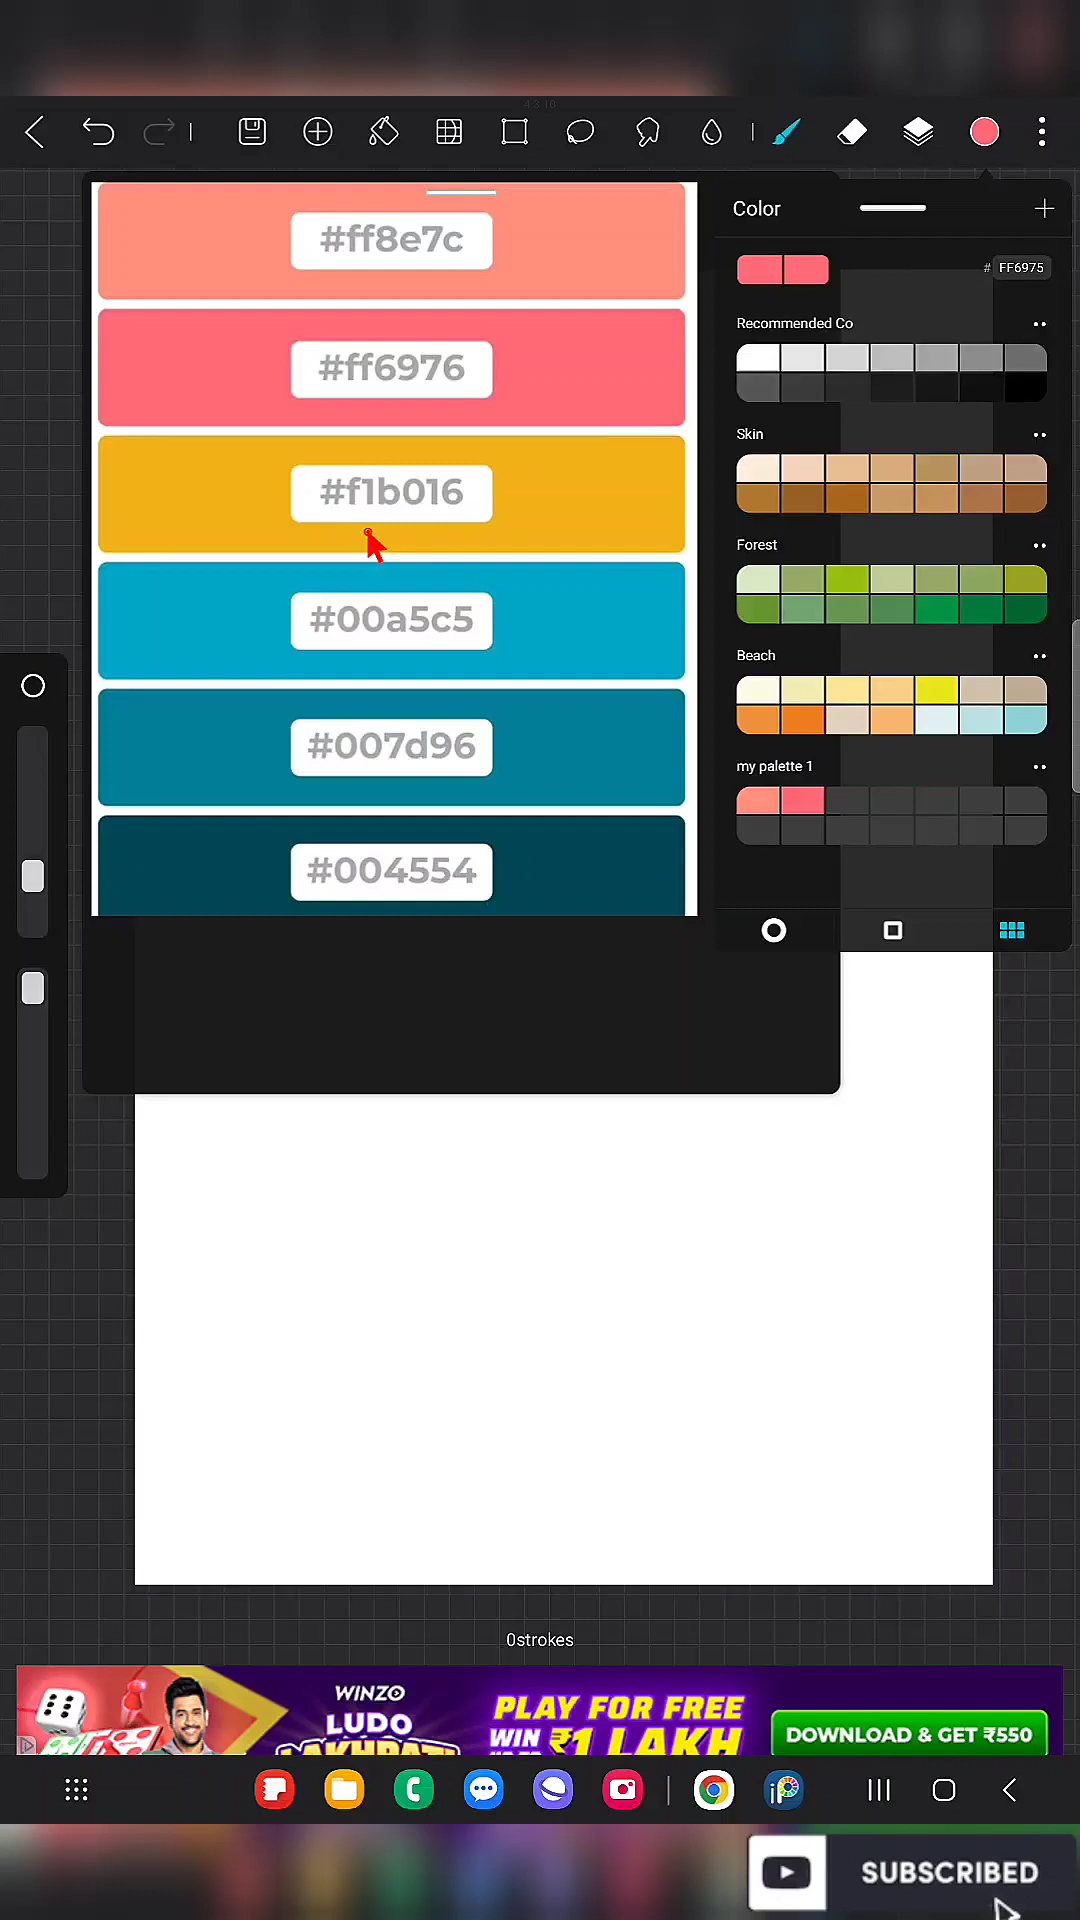 #ff8e7c
#ff6976
#f1b016
#00a5c5
#007d96
#004554
Color
# FF6975
Recommended Co
Skin
Forest
Beach
my palette 1
0strokes
WINZO
LUDO
LAKHPATI
PLAY FOR FREE
WIN
₹1 LAKH
DOWNLOAD & GET ₹550
SUBSCRIBED